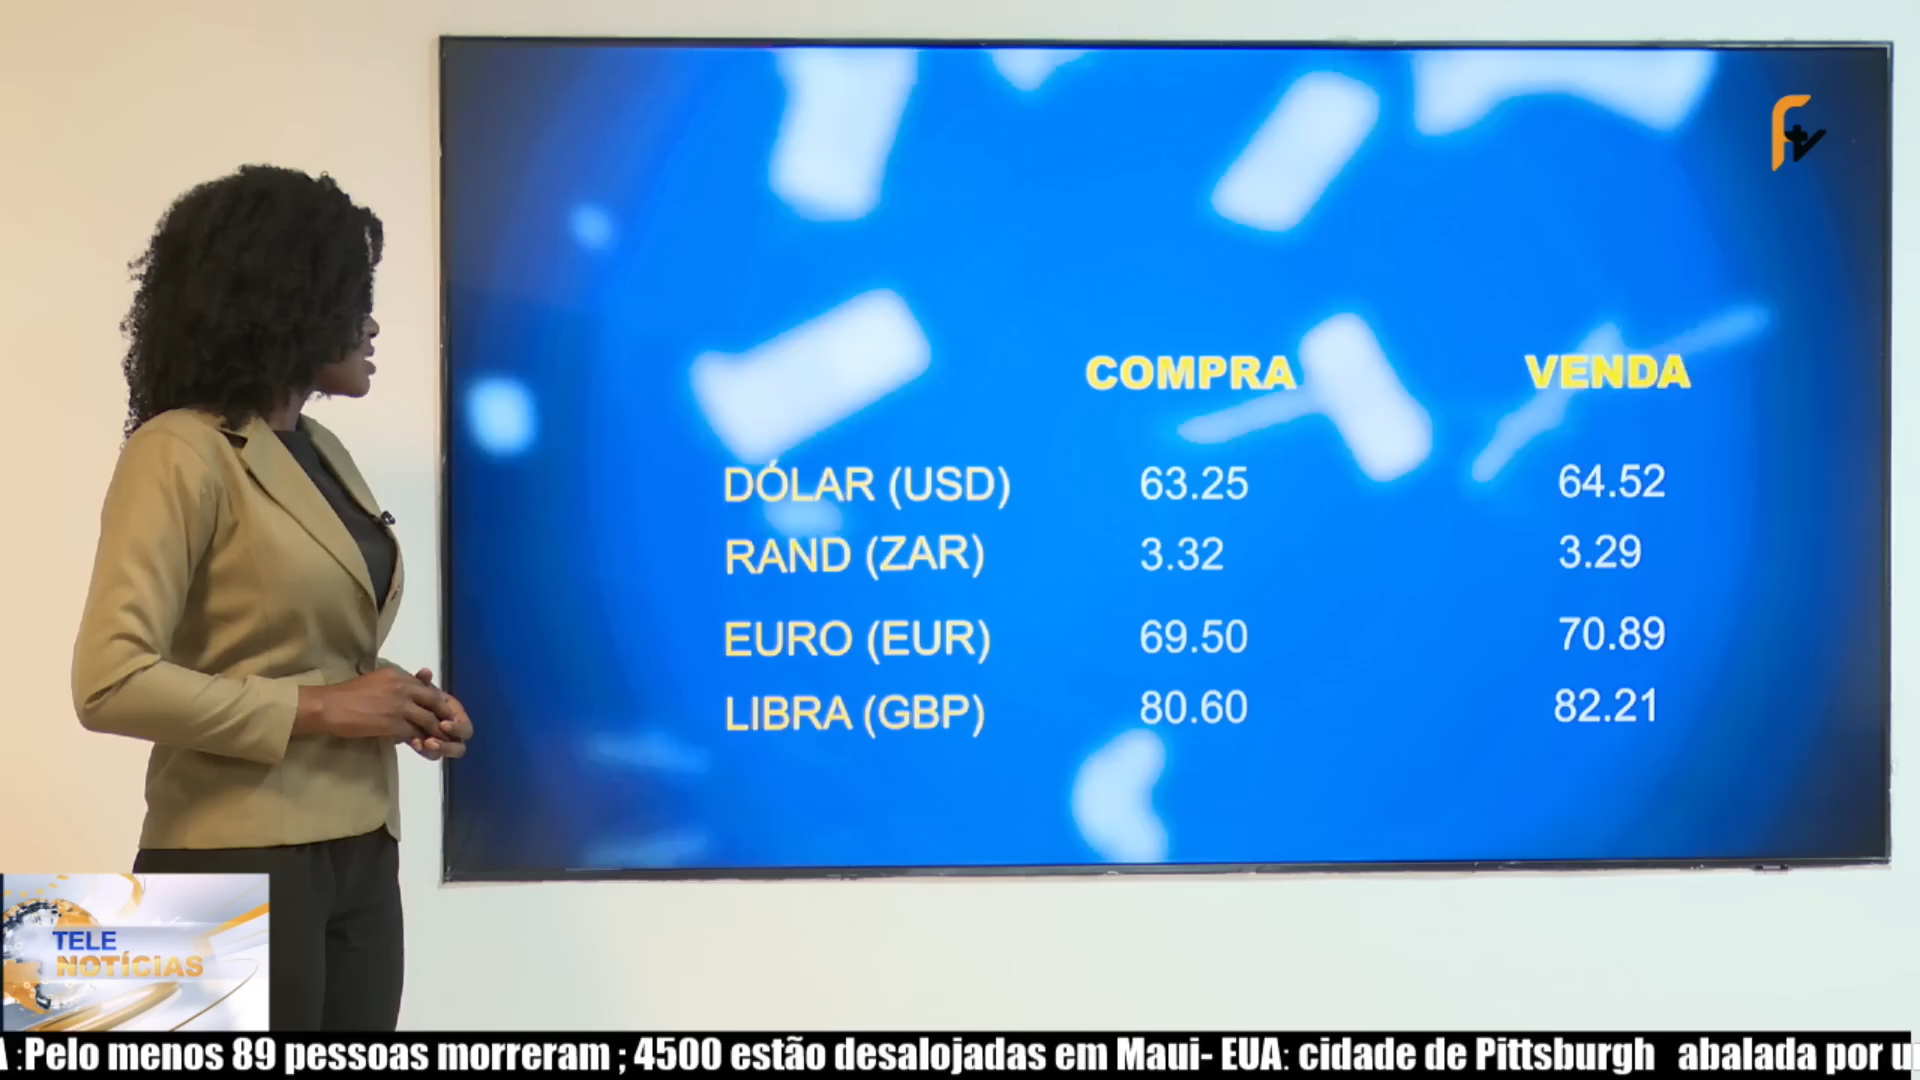 Ftv
COMPRA VENDA
DÓLAR (USD) 63.25 64.52
RAND (ZAR) 3.32 3.29
EURO (EUR) 69.50 70.89
LIBRA (GBP) 80.60 82.21
TELE
NOTÍCIAS
:Pelo menos 89 pessoas morreram ; 4500 estão desalojadas em Maui- EUA: cidade de Pittsburgh abalada por